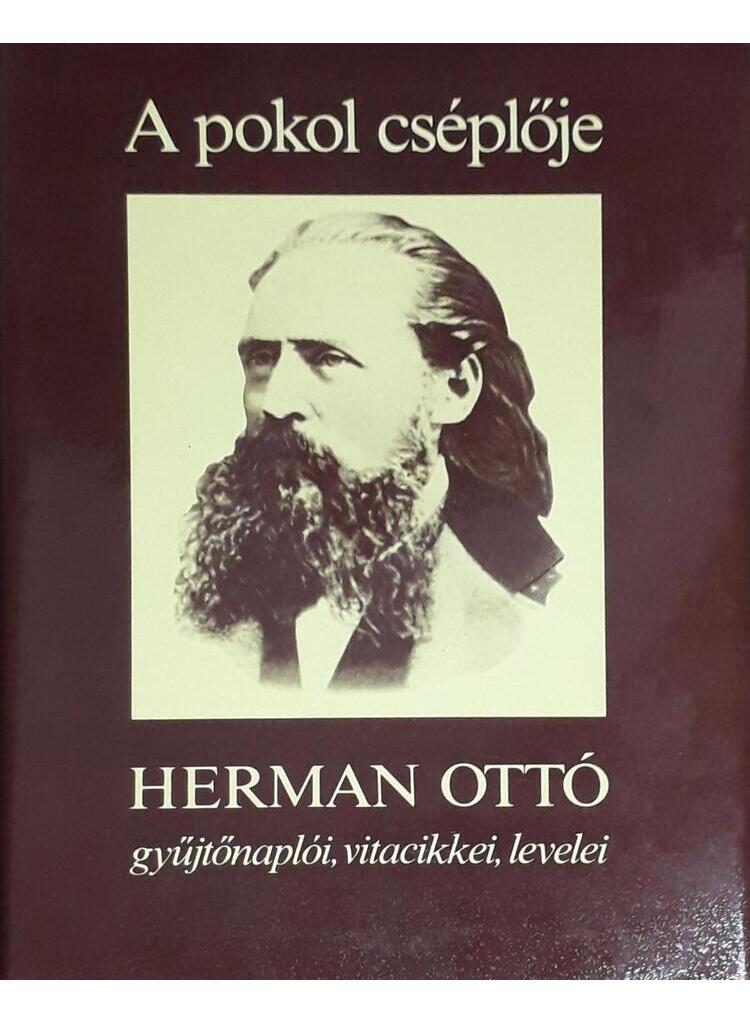 A pokol cséplője
HERMAN OTTÓ
gyűjtőnaplói, vitacikkei, levelei